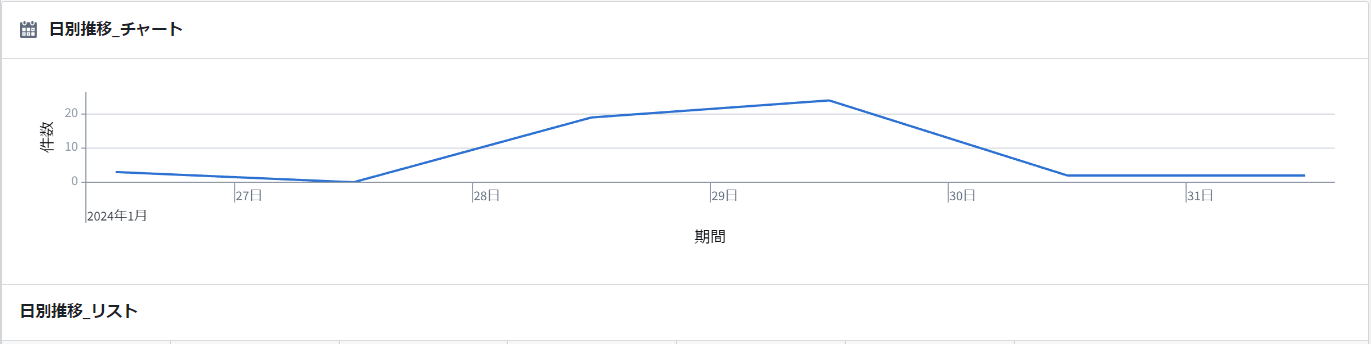 日別推移_チャート
20
10
0
件数
27日
28日
29日
30日
31日
2024年1月
期間
日別推移_リスト